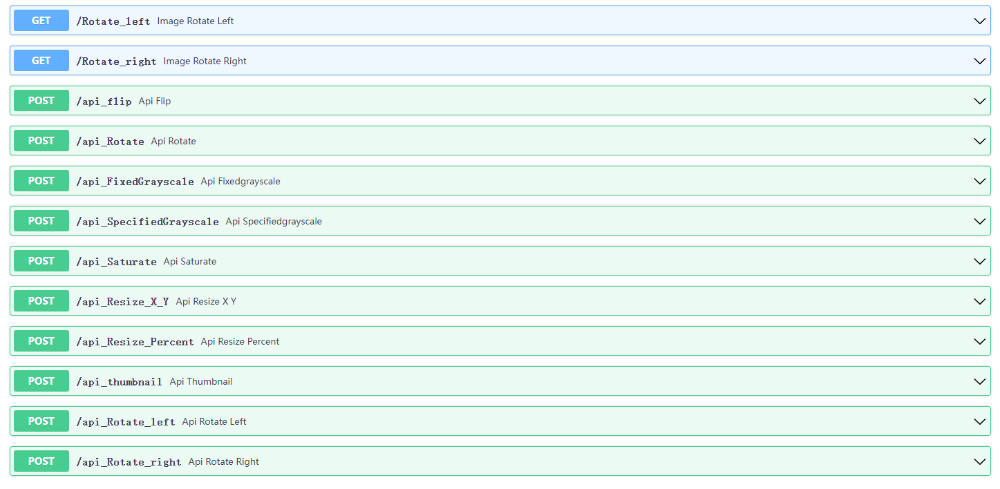 GET /Rotate_left Image Rotate Left
GET /Rotate_right Image Rotate Right
POST /api_flip Api Flip
POST /api_Rotate Api Rotate
POST /api_FixedGrayscale Api Fixedgrayscale
POST /api_SpecifiedGrayscale Api Specifiedgrayscale
POST /api_Saturate Api Saturate
POST /api_Resize_X_Y Api Resize X Y
POST /api_Resize_Percent Api Resize Percent
POST /api_thumbnail Api Thumbnail
POST /api_Rotate_left Api Rotate Left
POST /api_Rotate_right Api Rotate Right